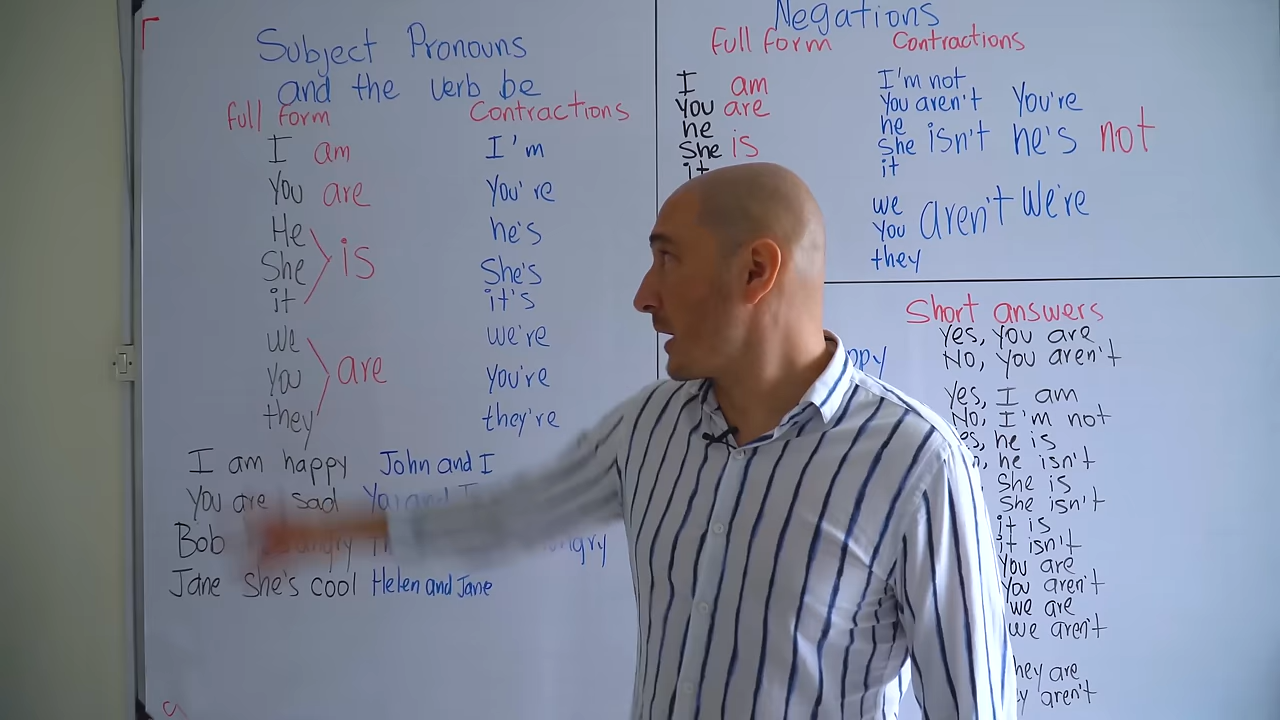 Subject Pronouns
and the verb be
full form Contractions
I am I'm
You are You're
He he's
She is She's
it it's
we we're
You are You're
they they're
I am happy John and I
You are sad You and I
Bob angry
Jane She's cool Helen and Jane
Negations
Full form Contractions
I am I'm not
You are You aren't You're
he he
She is She isn't he's not
it it
we
You aren't We're
they
Short answers
Yes, you are
No, you aren't
Yes, I am
No, I'm not
he is
he isn't
She is
She isn't
it is
it isn't
You are
You aren't
we are
we aren't
are
aren't